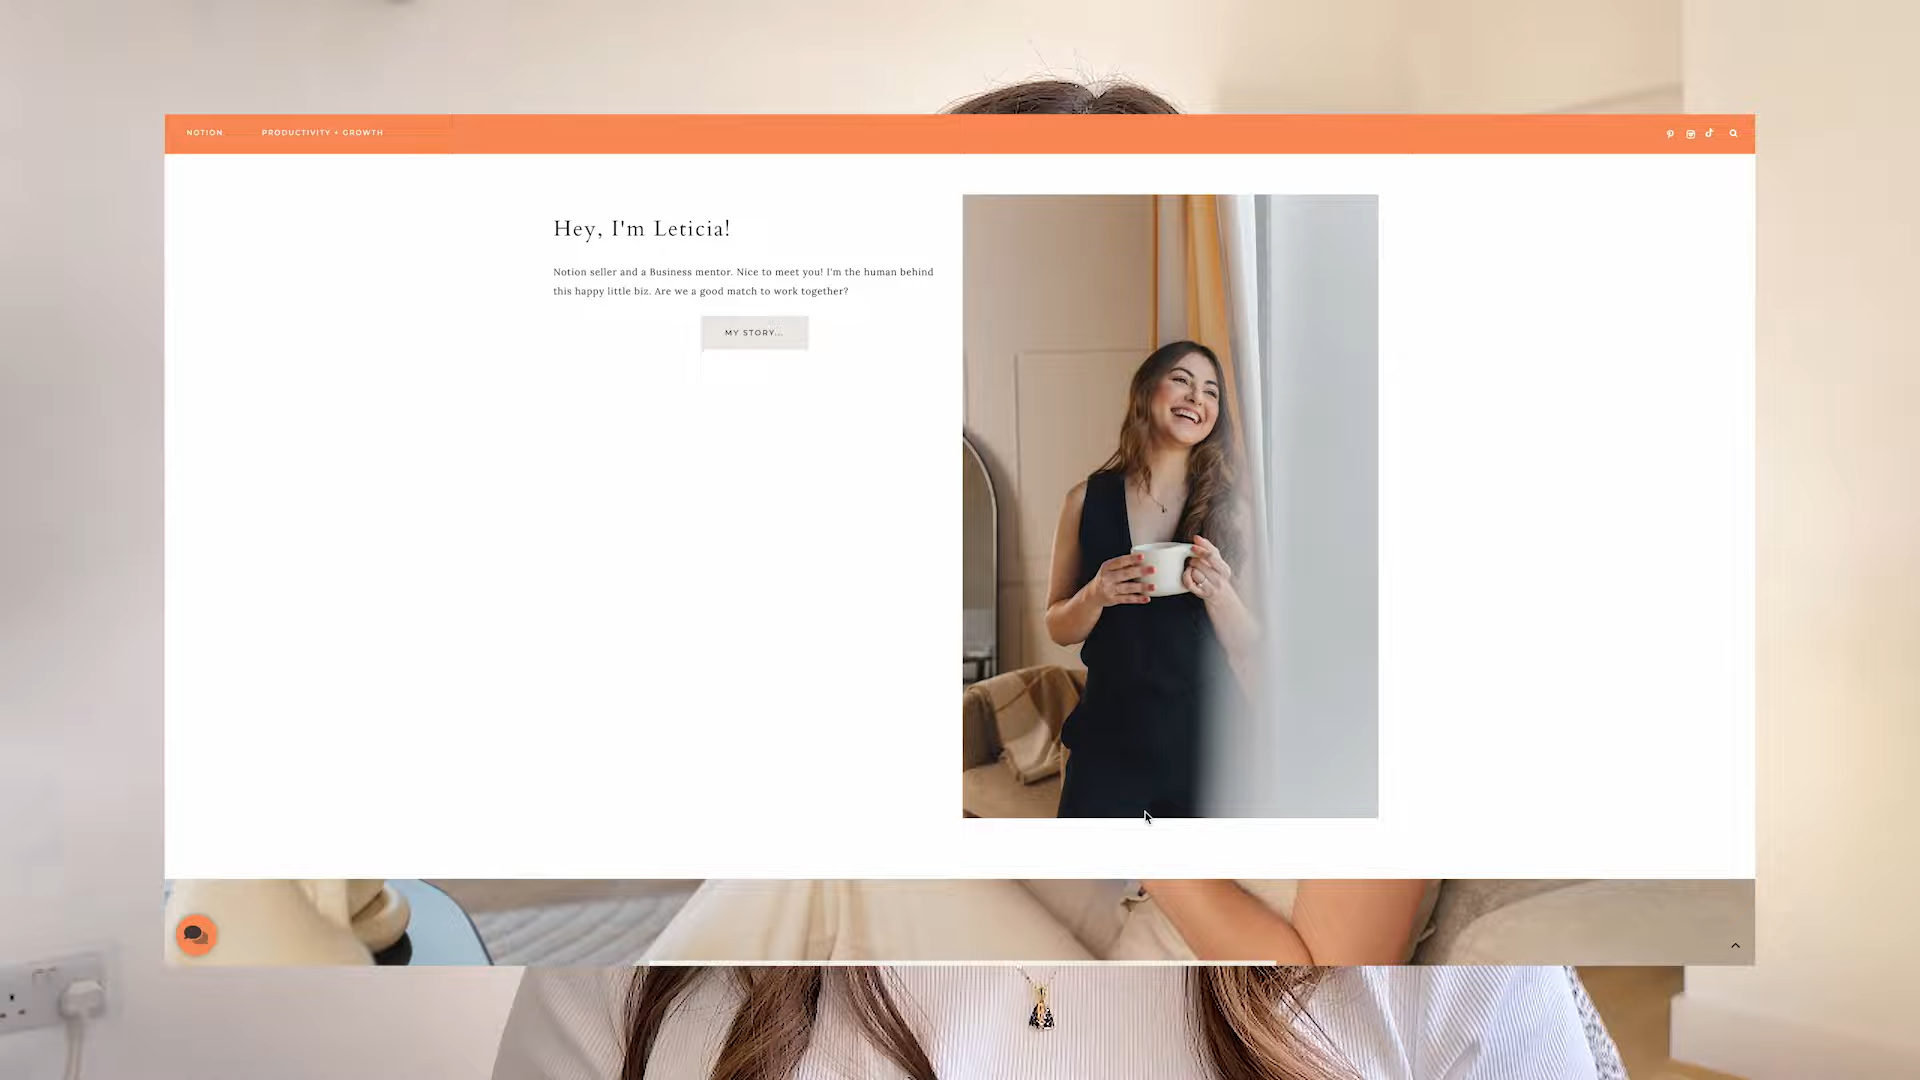 NOTION
PRODUCTIVITY + GROWTH
Hey, I'm Leticia!
Notion seller and a Business mentor. Nice to meet you! I'm the human behind
this happy little biz. Are we a good match to work together?
MY STORY...